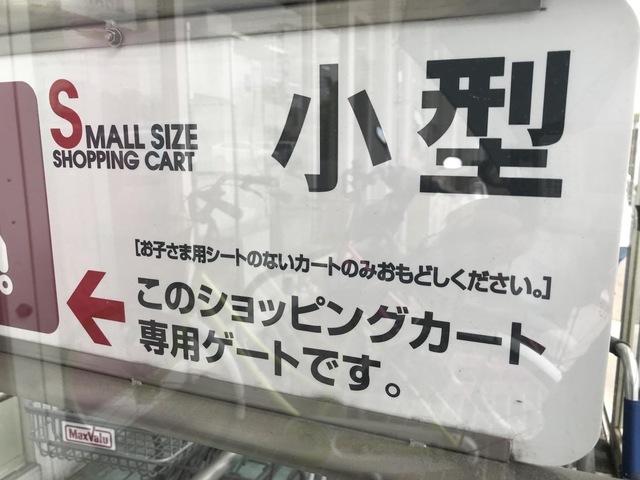 SMALL SIZE
SHOPPING CART
小型
[お子さま用シートのないカートのみおもどしください。]
このショッピングカート
専用ゲートです。
MaxValu